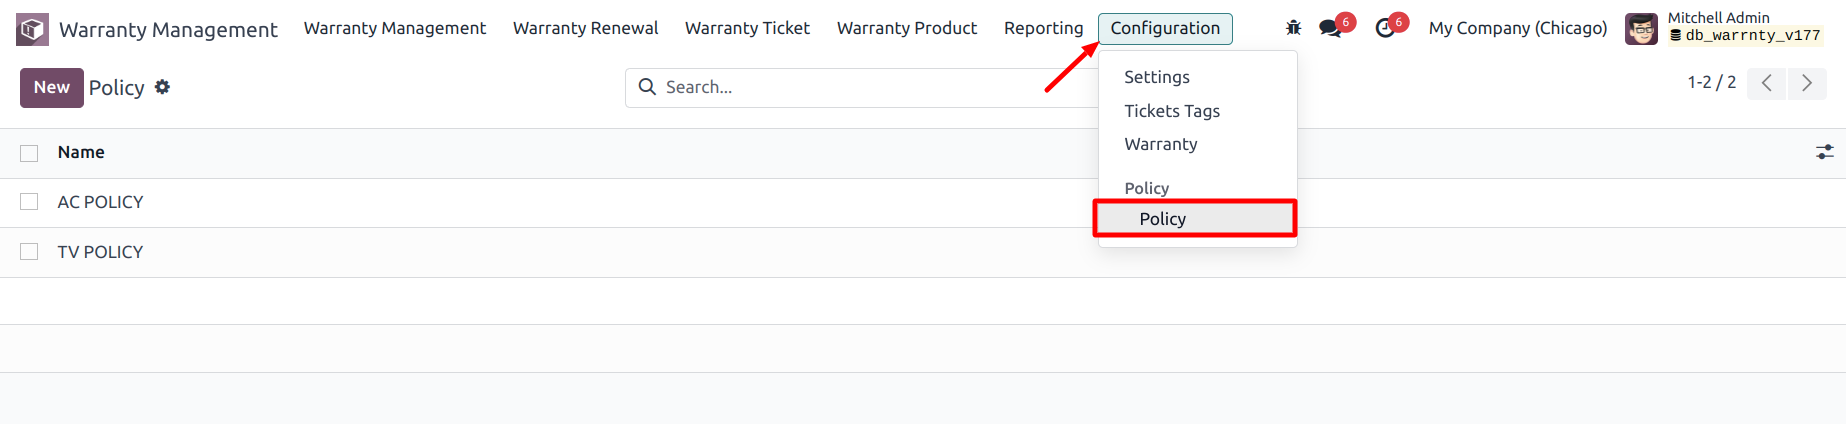 Warranty Management Warranty Management Warranty Renewal Warranty Ticket Warranty Product Reporting Configuration 6 6 My Company (Chicago) Mitchell Admin
db_warrnty_v177
New Policy Search... 1-2 / 2
Settings
Tickets Tags
Warranty
Policy
Policy
Name
AC POLICY
TV POLICY